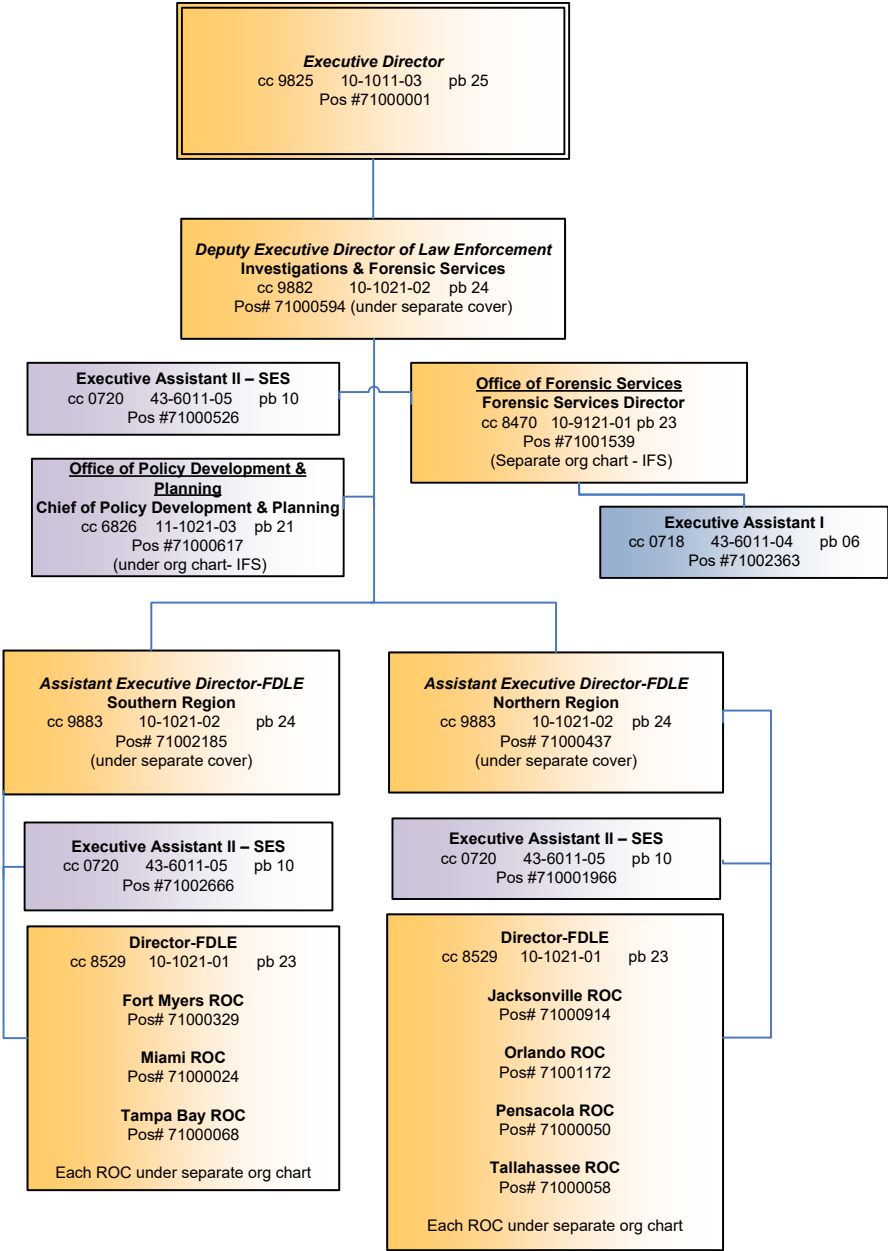 Executive Director
cc 9825 10-1011-03 pb 25
Pos #71000001
Deputy Executive Director of Law Enforcement
Investigations & Forensic Services
cc 9882 10-1021-02 pb 24
Pos# 71000594 (under separate cover)
Executive Assistant II – SES
cc 0720 43-6011-05 pb 10
Pos #71000526
Office of Forensic Services
Forensic Services Director
cc 8470 10-9121-01 pb 23
Pos #71001539
(Separate org chart - IFS)
Office of Policy Development &
Planning
Chief of Policy Development & Planning
cc 6826 11-1021-03 pb 21
Pos #71000617
(under org chart- IFS)
Executive Assistant I
cc 0718 43-6011-04 pb 06
Pos #71002363
Assistant Executive Director-FDLE
Southern Region
cc 9883 10-1021-02 pb 24
Pos# 71002185
(under separate cover)
Assistant Executive Director-FDLE
Northern Region
cc 9883 10-1021-02 pb 24
Pos# 71000437
(under separate cover)
Executive Assistant II – SES
cc 0720 43-6011-05 pb 10
Pos #71002666
Executive Assistant II – SES
cc 0720 43-6011-05 pb 10
Pos #710001966
Director-FDLE
cc 8529 10-1021-01 pb 23
Fort Myers ROC
Pos# 71000329
Miami ROC
Pos# 71000024
Tampa Bay ROC
Pos# 71000068
Each ROC under separate org chart
Director-FDLE
cc 8529 10-1021-01 pb 23
Jacksonville ROC
Pos# 71000914
Orlando ROC
Pos# 71001172
Pensacola ROC
Pos# 71000050
Tallahassee ROC
Pos# 71000058
Each ROC under separate org chart